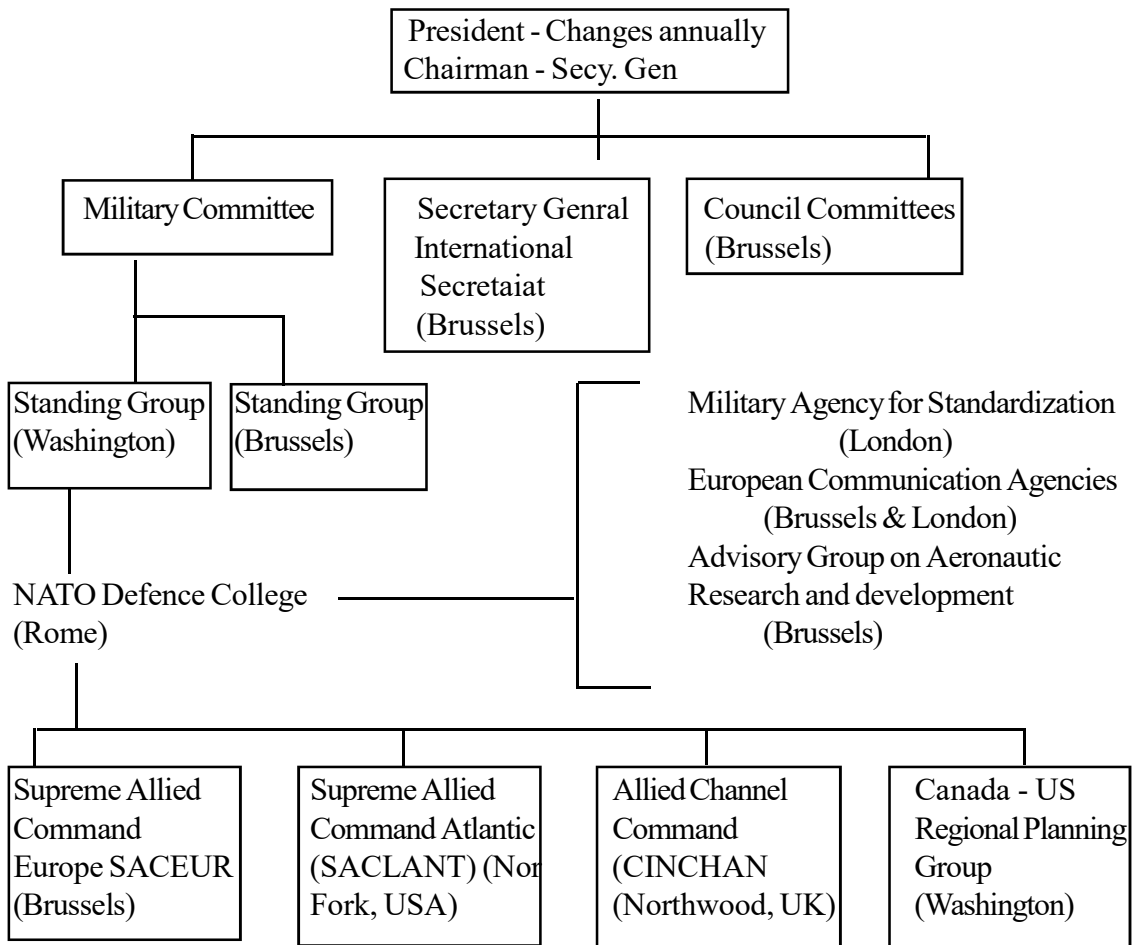 President - Changes annually
Chairman - Secy. Gen
Military Committee
Secretary Genral
International
Secretaiat
(Brussels)
Council Committees
(Brussels)
Standing Group
(Washington)
Standing Group
(Brussels)
Military Agency for Standardization
(London)
European Communication Agencies
(Brussels & London)
Advisory Group on Aeronautic
Research and development
(Brussels)
NATO Defence College
(Rome)
Supreme Allied
Command
Europe SACEUR
(Brussels)
Supreme Allied
Command Atlantic
(SACLANT) (Nor
Fork, USA)
Allied Channel
Command
(CINCHAN
(Northwood, UK)
Canada - US
Regional Planning
Group
(Washington)